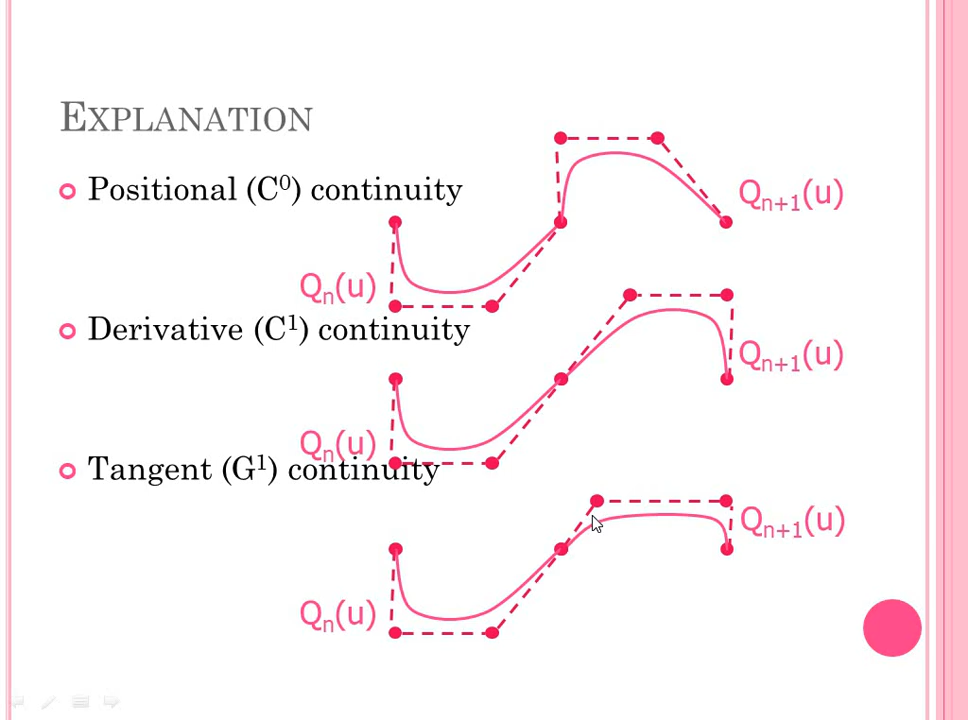 EXPLANATION
Positional (C⁰) continuity
Qₙ₊₁(u)
Qₙ(u)
Derivative (C¹) continuity
Qₙ₊₁(u)
Qₙ(u)
Tangent (G¹) continuity
Qₙ₊₁(u)
Qₙ(u)